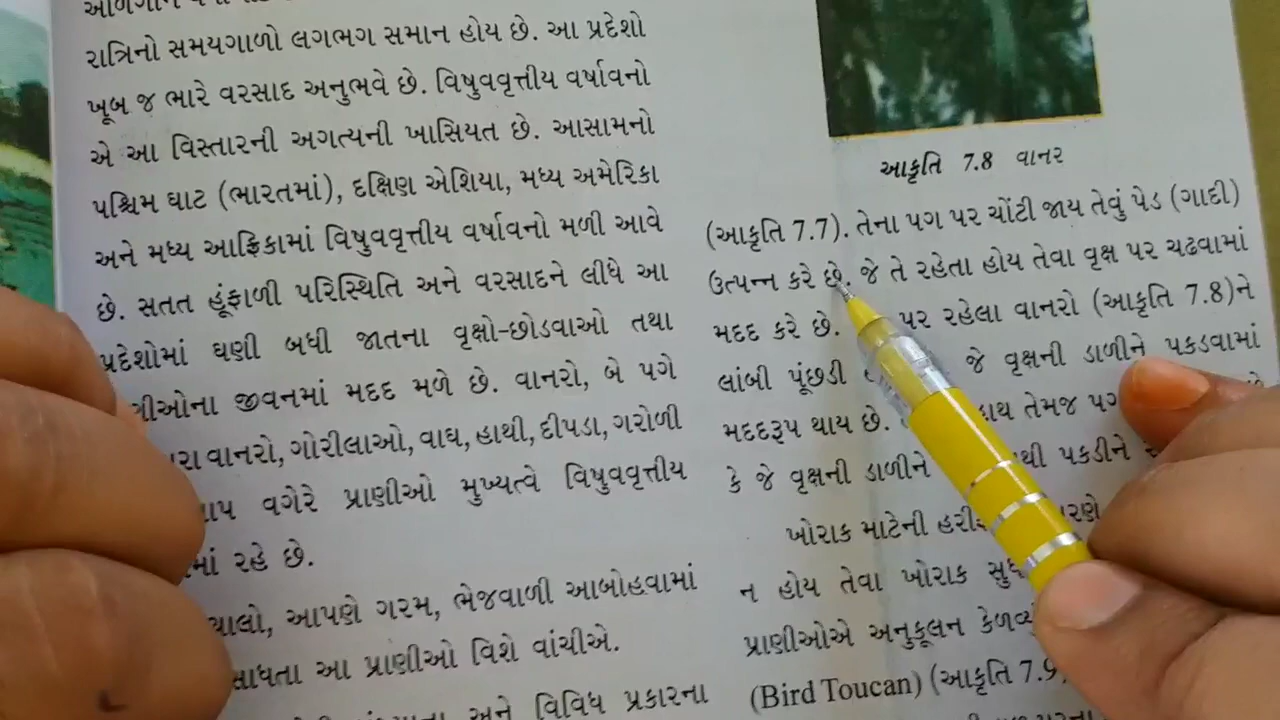 રાત્રિનો સમયગાળો લગભગ સમાન હોય છે. આ પ્રદેશો
ખૂબ જ ભારે વરસાદ અનુભવે છે. વિષુવવૃત્તીય વર્ષાવનો
એ આ વિસ્તારની અગત્યની ખાસિયત છે. આસામનો
પશ્ચિમ ઘાટ (ભારતમાં), દક્ષિણ એશિયા, મધ્ય અમેરિકા
અને મધ્ય આફ્રિકામાં વિષુવવૃત્તીય વર્ષાવનો મળી આવે
છે. સતત હૂંફાળી પરિસ્થિતિ અને વરસાદને લીધે આ
પ્રદેશોમાં ઘણી બધી જાતના વૃક્ષો-છોડવાઓ તથા
જીવનમાં મદદ મળે છે. વાનરો, બે પગે
વાનરો, ગોરીલાઓ, વાઘ, હાથી, દીપડા, ગરોળી
વગેરે પ્રાણીઓ મુખ્યત્વે વિષુવવૃત્તીય
રહે છે.
આપણે ગરમ, ભેજવાળી આબોહવામાં
આ પ્રાણીઓ વિશે વાંચીએ.
અને વિવિધ પ્રકારના
આકૃતિ 7.8 વાનર
(આકૃતિ 7.7). તેના પગ પર ચોંટી જાય તેવું પેડ (ગાદી)
ઉત્પન્ન કરે છે. જે તે રહેતા હોય તેવા વૃક્ષ પર ચઢવામાં
મદદ કરે છે. પર રહેલા વાનરો (આકૃતિ 7.8)ને
લાંબી પૂંછડી જે વૃક્ષની ડાળીને પકડવામાં
મદદરૂપ થાય છે. હાથ તેમજ પગ
કે જે વૃક્ષની ડાળીને પકડીને
ખોરાક માટેની
ન હોય તેવા ખોરાક
પ્રાણીઓએ અનુકૂલન
(Bird Toucan) (આકૃતિ 7.9